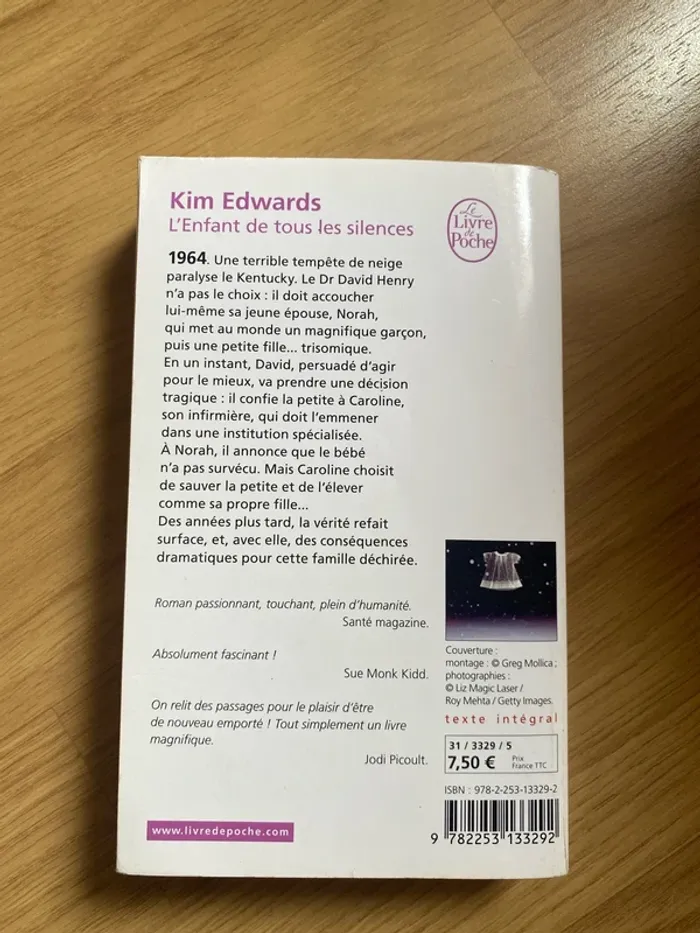 Kim Edwards
L'Enfant de tous les silences
Le
Livre
de
Poche
1964. Une terrible tempête de neige
paralyse le Kentucky. Le Dr David Henry
n'a pas le choix : il doit accoucher
lui-même sa jeune épouse, Norah,
qui met au monde un magnifique garçon,
puis une petite fille... trisomique.
En un instant, David, persuadé d'agir
pour le mieux, va prendre une décision
tragique : il confie la petite à Caroline,
son infirmière, qui doit l'emmener
dans une institution spécialisée.
À Norah, il annonce que le bébé
n'a pas survécu. Mais Caroline choisit
de sauver la petite et de l'élever
comme sa propre fille...
Des années plus tard, la vérité refait
surface, et, avec elle, des conséquences
dramatiques pour cette famille déchirée.
Roman passionnant, touchant, plein d'humanité.
Santé magazine.
Absolument fascinant !
Sue Monk Kidd.
On relit des passages pour le plaisir d'être
de nouveau emporté ! Tout simplement un livre
magnifique.
Jodi Picoult.
www.livredepoche.com
Couverture :
montage : © Greg Mollica ;
photographies :
© Liz Magic Laser /
Roy Mehta / Getty Images.
texte intégral
31 / 3329 / 5
7,50 € Prix
France TTC
ISBN : 978-2-253-13329-2
9 782253 133292